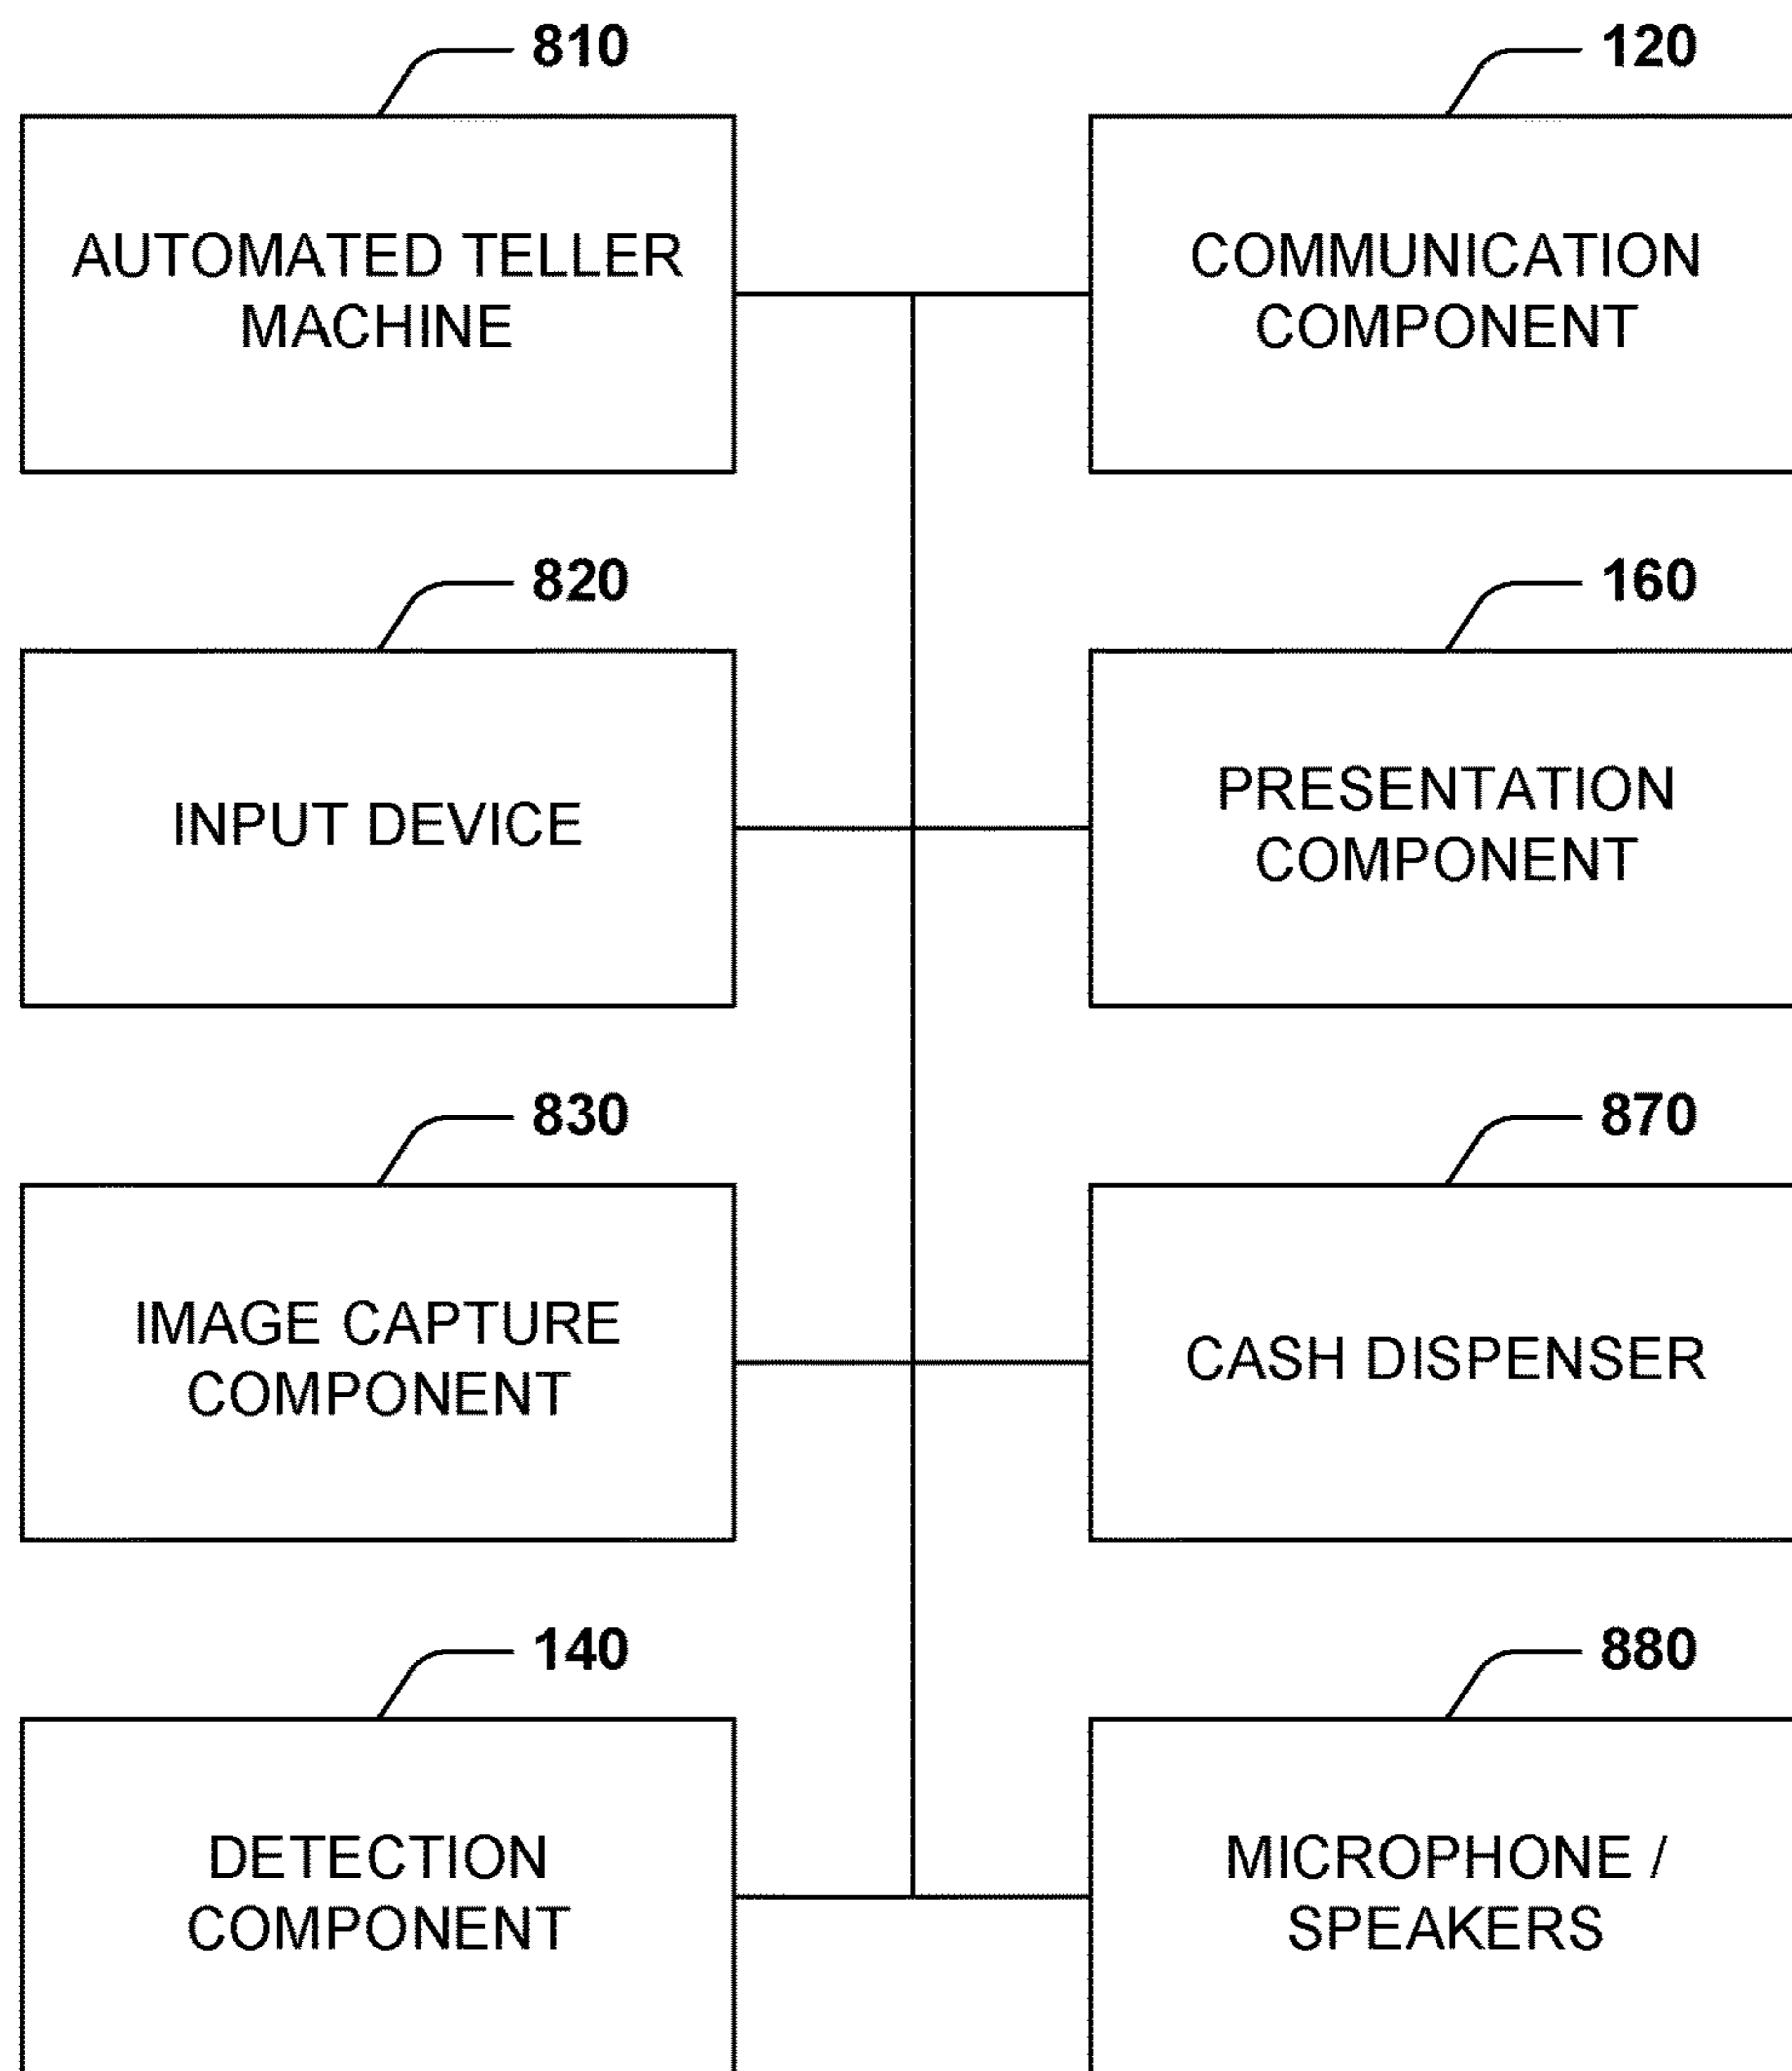 810
AUTOMATED TELLER
MACHINE
120
COMMUNICATION
COMPONENT
820
INPUT DEVICE
160
PRESENTATION
COMPONENT
830
IMAGE CAPTURE
COMPONENT
870
CASH DISPENSER
140
DETECTION
COMPONENT
880
MICROPHONE /
SPEAKERS